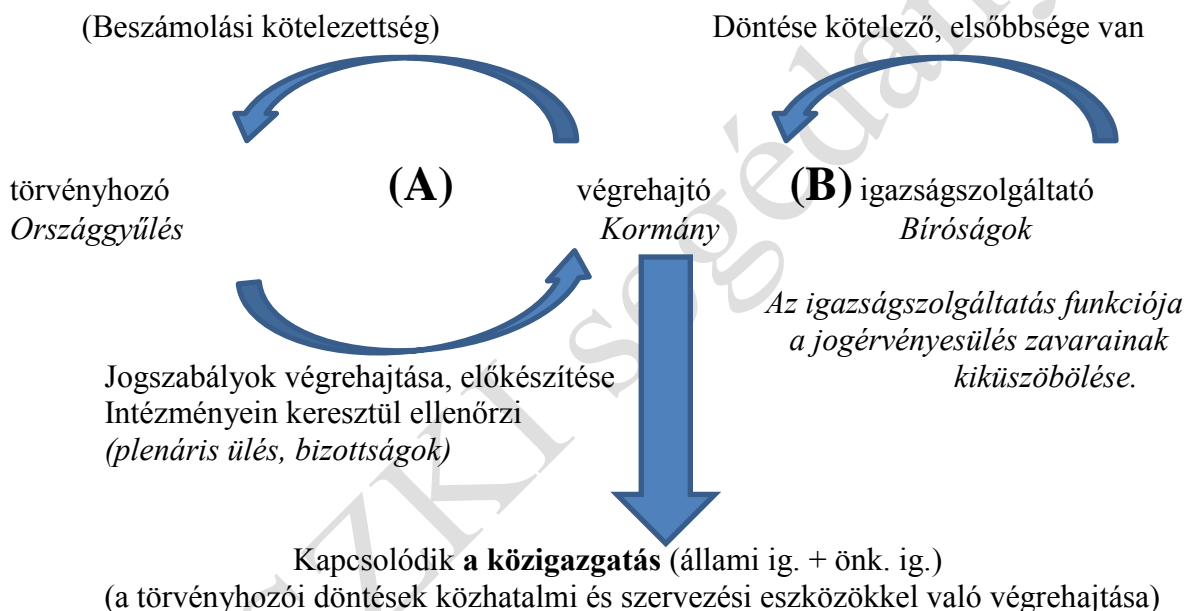 (Beszámolási kötelezettség) Döntése kötelező, elsőbbsége van
törvényhozó (A) végrehajtó (B) igazságszolgáltató
Országgyűlés Kormány Bíróságok
Az igazságszolgáltatás funkciója
a jogérvényesülés zavarainak
kiküszöbölése.
Jogszabályok végrehajtása, előkészítése
Intézményein keresztül ellenőrzi
(plenáris ülés, bizottságok)
Kapcsolódik a közigazgatás (állami ig. + önk. ig.)
(a törvényhozói döntések közhatalmi és szervezési eszközökkel való végrehajtása)